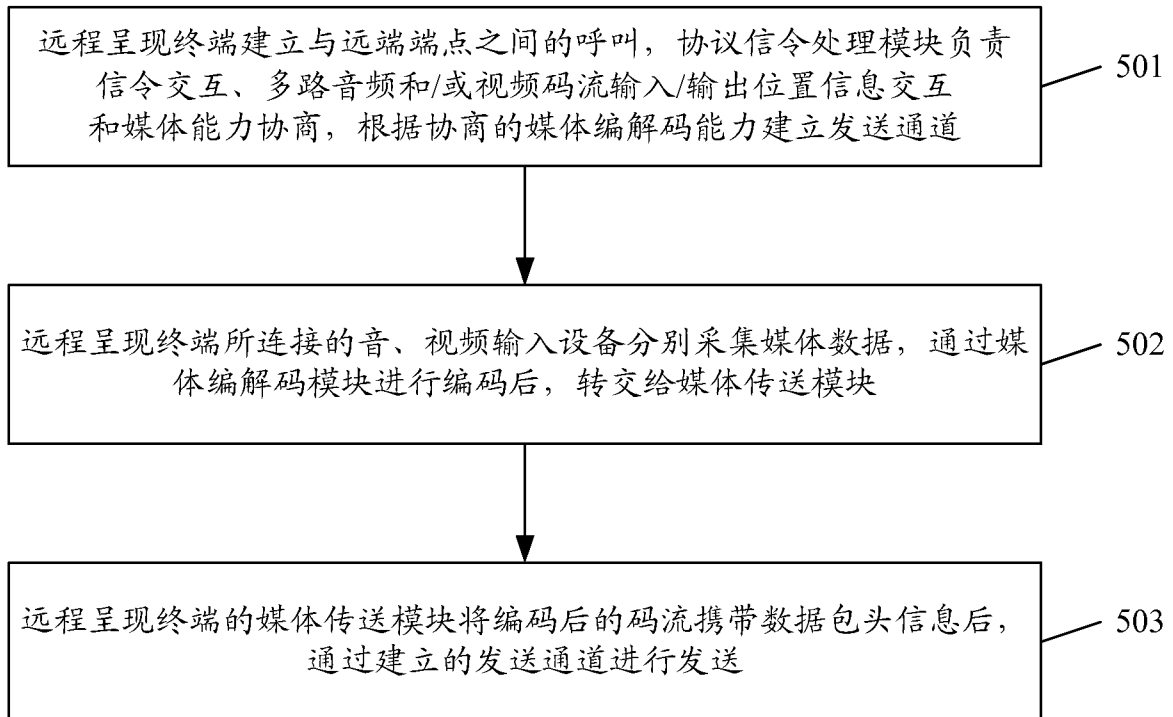 远程呈现终端建立与远端端点之间的呼叫，协议信令处理模块负责
信令交互、多路音频和/或视频码流输入/输出位置信息交互
和媒体能力协商，根据协商的媒体编解码能力建立发送通道
501
远程呈现终端所连接的音、视频输入设备分别采集媒体数据，通过媒
体编解码模块进行编码后，转交给媒体传送模块
502
远程呈现终端的媒体传送模块将编码后的码流携带数据包头信息后，
通过建立的发送通道进行发送
503